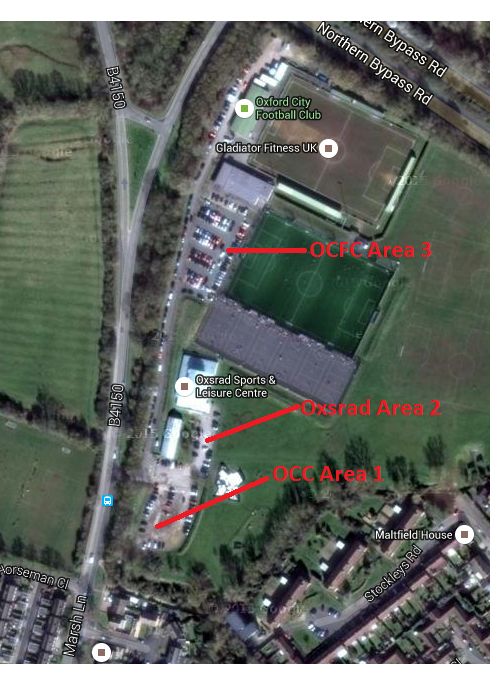 Northern Bypass Rd
Northern Bypass Rd
B4150
Oxford City
Football Club
Gladiator Fitness UK
OCFC Area 3
Oxsrad Sports &
Leisure Centre
B4150
Oxsrad Area 2
OCC Area 1
Maltfield House
Stockleys Rd
Marsh Ln